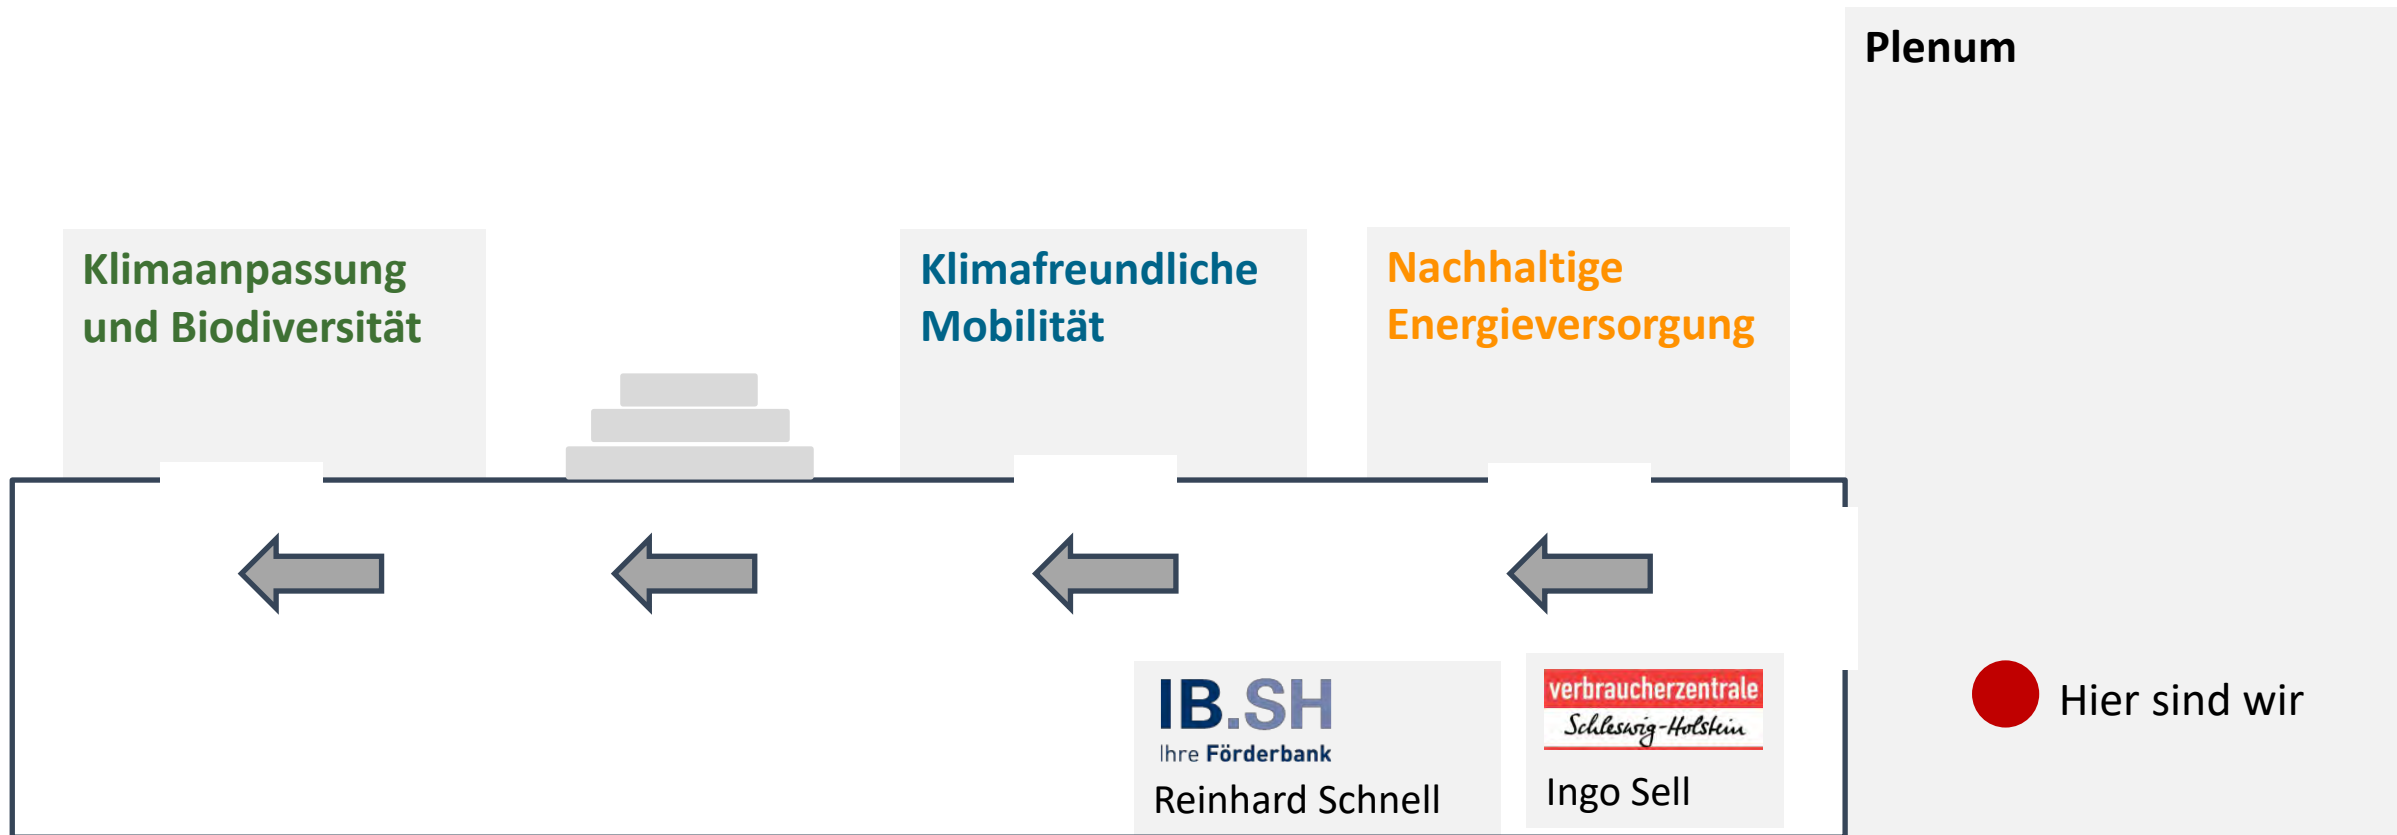 Plenum
Klimaanpassung
und Biodiversität
Klimafreundliche
Mobilität
Nachhaltige
Energieversorgung
IB.SH
Ihre Förderbank
Reinhard Schnell
verbraucherzentrale
Schleswig-Holstein
Ingo Sell
Hier sind wir